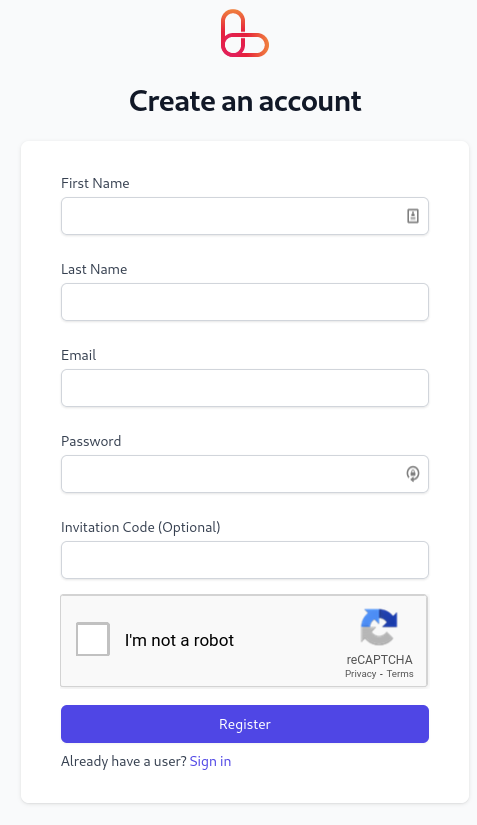 Create an account
First Name
Last Name
Email
Password
Invitation Code (Optional)
I'm not a robot
reCAPTCHA
Privacy - Terms
Register
Already have a user? Sign in